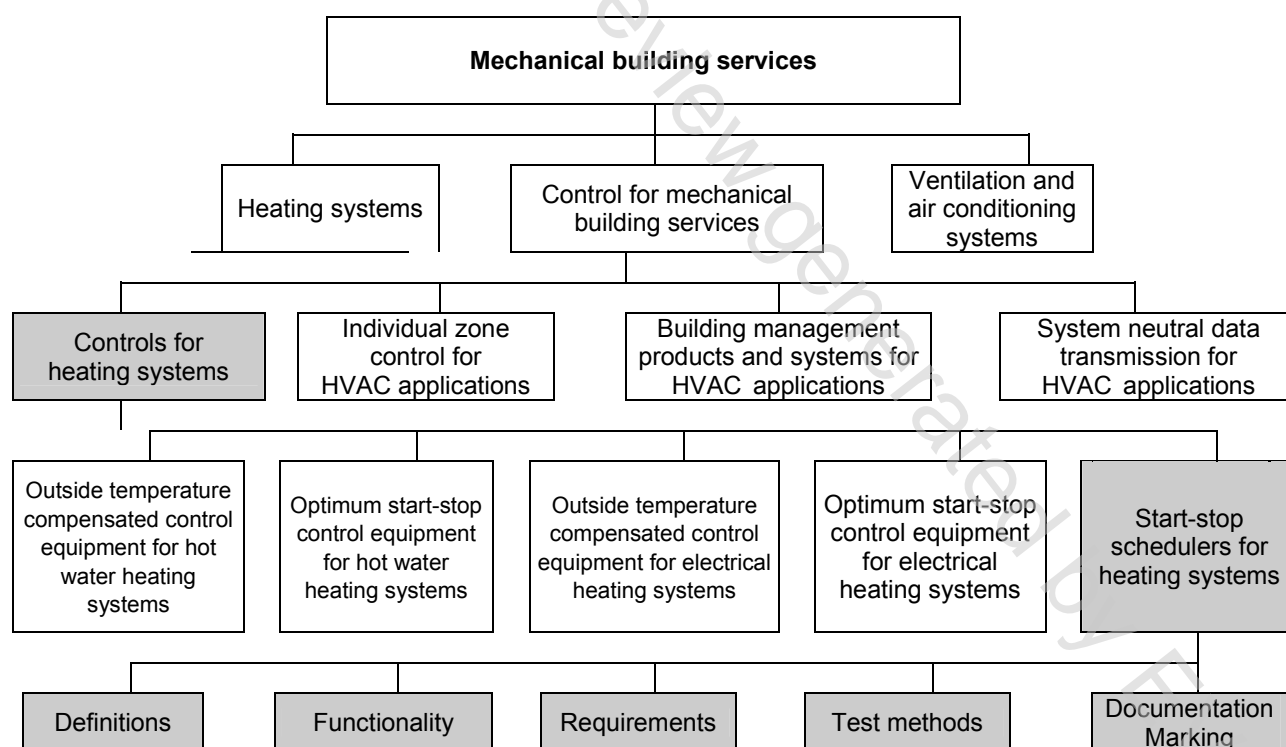 Mechanical building services
Heating systems
Control for mechanical
building services
Ventilation and
air conditioning
systems
Controls for
heating systems
Individual zone
control for
HVAC applications
Building management
products and systems for
HVAC applications
System neutral data
transmission for
HVAC applications
Outside temperature
compensated control
equipment for hot
water heating
systems
Optimum start-stop
control equipment
for hot water
heating systems
Outside temperature
compensated control
equipment for electrical
heating systems
Optimum start-stop
control equipment
for electrical
heating systems
Start-stop
schedulers for
heating systems
Definitions
Functionality
Requirements
Test methods
Documentation
Marking
generated by